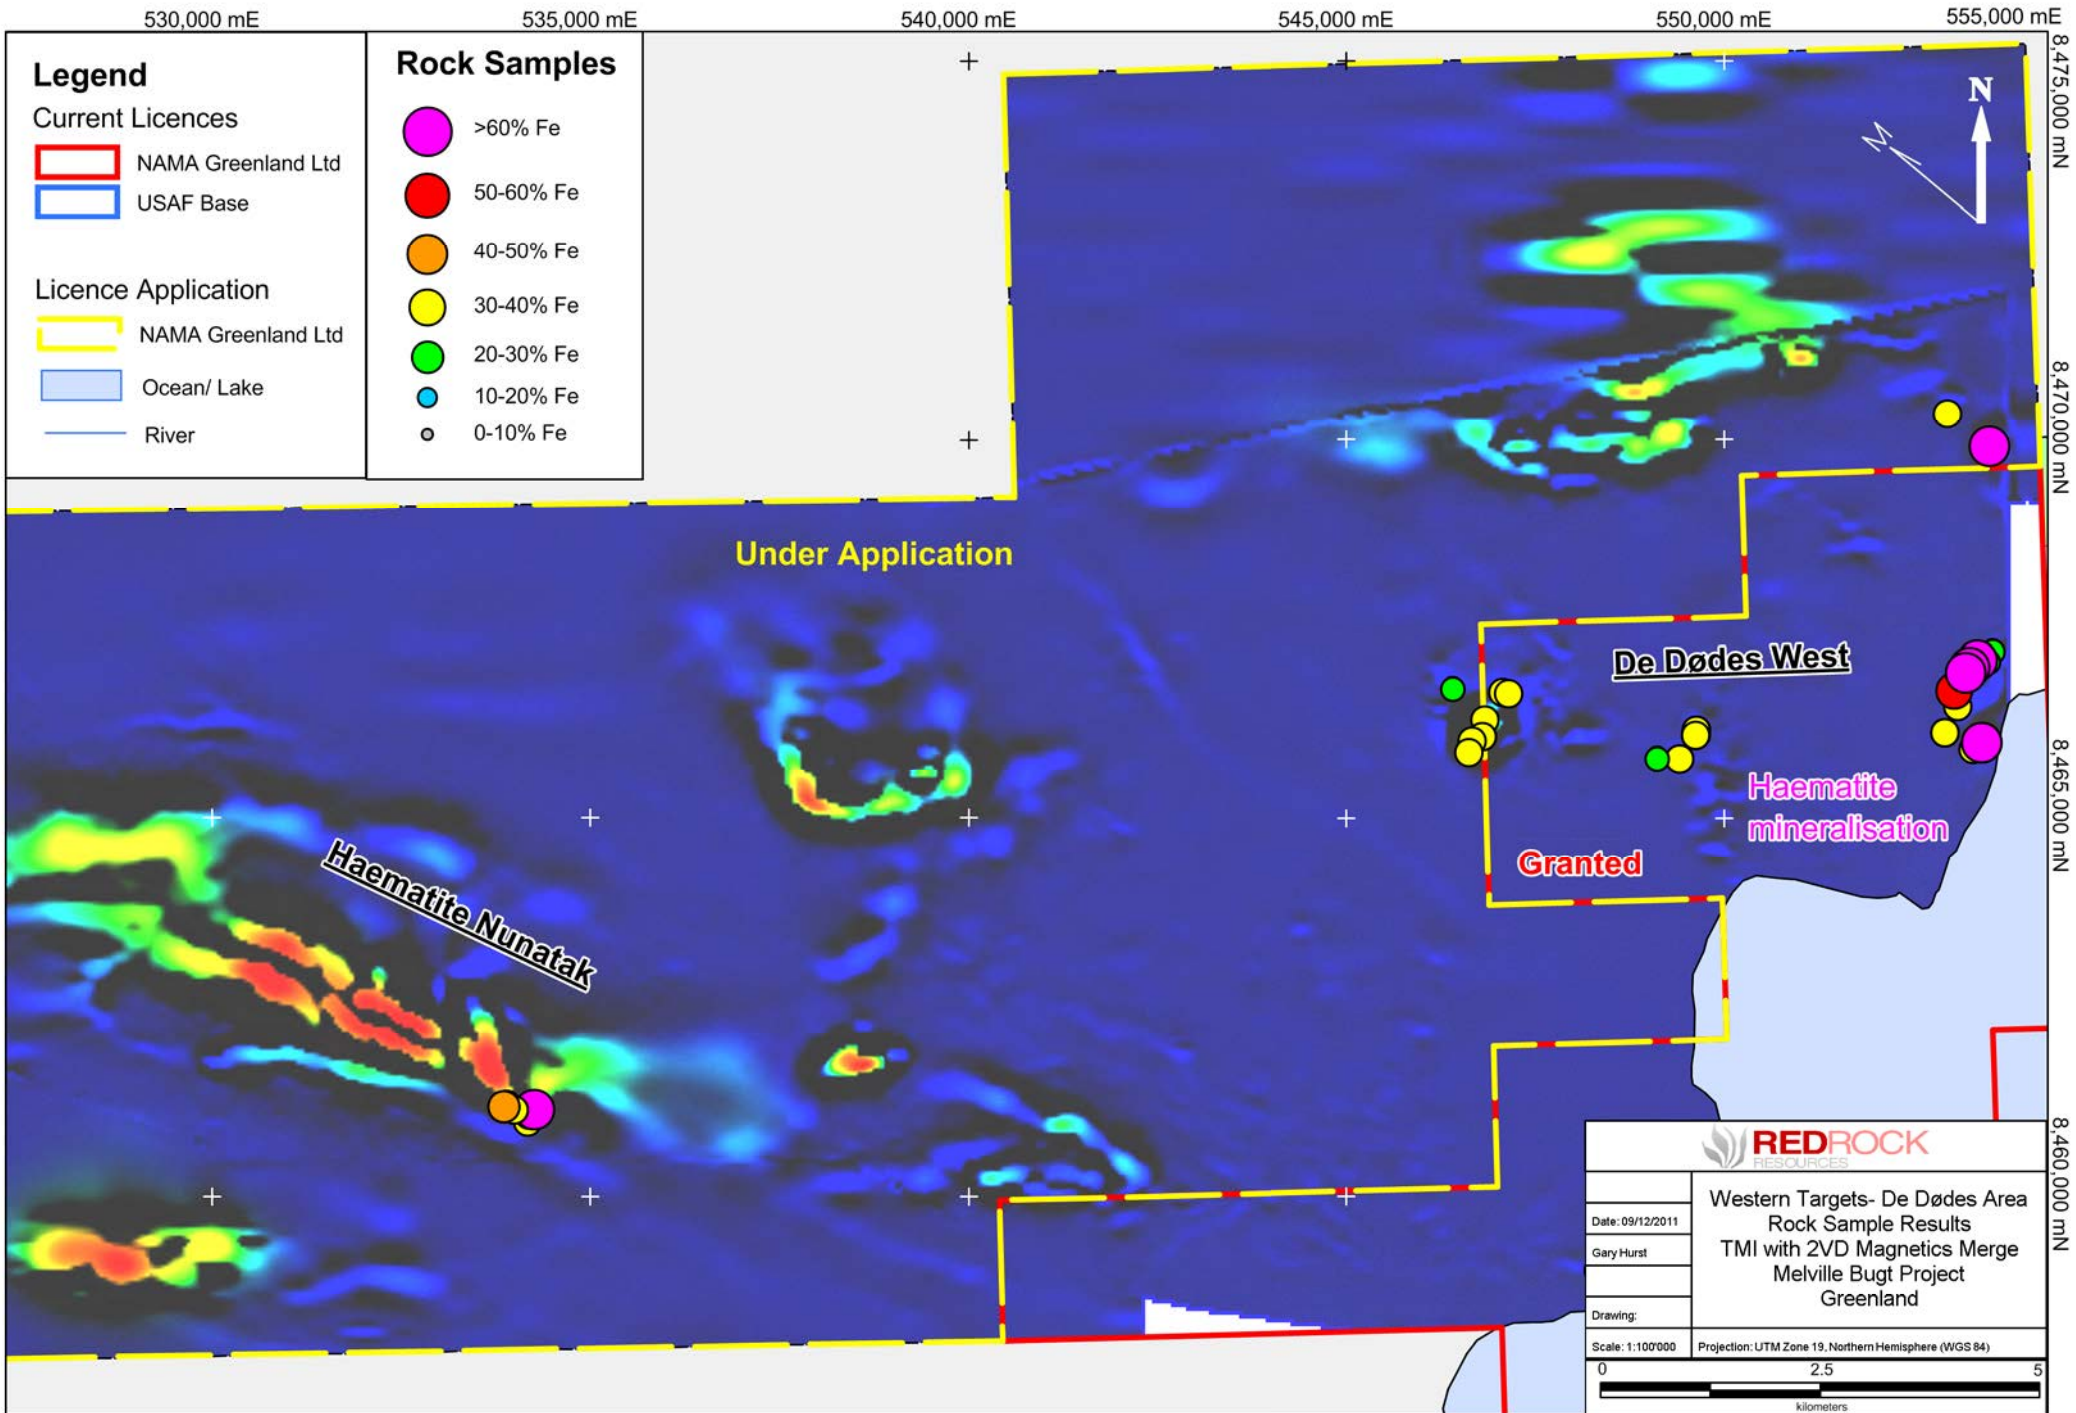 530,000 mE
535,000 mE
540,000 mE
545,000 mE
550,000 mE
555,000 mE
8,475,000 mN
8,470,000 mN
8,465,000 mN
8,460,000 mN
Legend
Current Licences
NAMA Greenland Ltd
USAF Base
Licence Application
NAMA Greenland Ltd
Ocean/ Lake
River
Rock Samples
>60% Fe
50-60% Fe
40-50% Fe
30-40% Fe
20-30% Fe
10-20% Fe
0-10% Fe
N
M
Under Application
De Dødes West
Haematite
mineralisation
Granted
Haematite Nunatak
REDROCK
RESOURCES
Date: 09/12/2011
Gary Hurst
Drawing:
Scale: 1:100'000
Western Targets- De Dødes Area
Rock Sample Results
TMI with 2VD Magnetics Merge
Melville Bugt Project
Greenland
Projection: UTM Zone 19, Northern Hemisphere (WGS 84)
0
2.5
5
kilometers